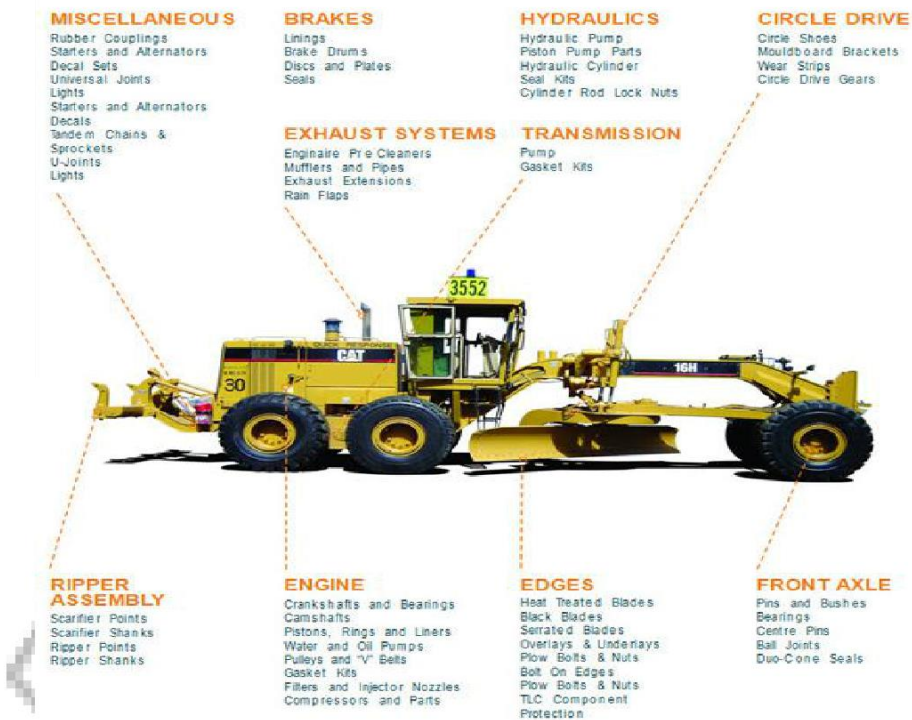 MISCELLANEOUS
Rubber Couplings
Starters and Alternators
Decal Sets
Universal Joints
Lights
Starters and Alternators
Decals
Tandem Chains &
Sprockets
U-Joints
Lights
BRAKES
Linings
Brake Drums
Discs and Plates
Seals
HYDRAULICS
Hydraulic Pump
Piston Pump Parts
Hydraulic Cylinder
Seal Kits
Cylinder Rod Lock Nuts
CIRCLE DRIVE
Circle Shoes
Mouldboard Brackets
Wear Strips
Circle Drive Gears
EXHAUST SYSTEMS
Enginaire Pre Cleaners
Mufflers and Pipes
Exhaust Extensions
Rain Flaps
TRANSMISSION
Pump
Gasket Kits
3552
QUICK RESPONSE
CAT
30
16H
RIPPER
ASSEMBLY
Scarifier Points
Scarifier Shanks
Ripper Points
Ripper Shanks
ENGINE
Crankshafts and Bearings
Camshafts
Pistons, Rings and Liners
Water and Oil Pumps
Pulleys and "V" Belts
Gasket Kits
Filters and Injector Nozzles
Compressors and Parts
EDGES
Heat Treated Blades
Black Blades
Serrated Blades
Overlays & Underlays
Plow Bolts & Nuts
Bolt On Edges
Plow Bolts & Nuts
TLC Component
Protection
FRONT AXLE
Pins and Bushes
Bearings
Centre Pins
Ball Joints
Duo-Cone Seals